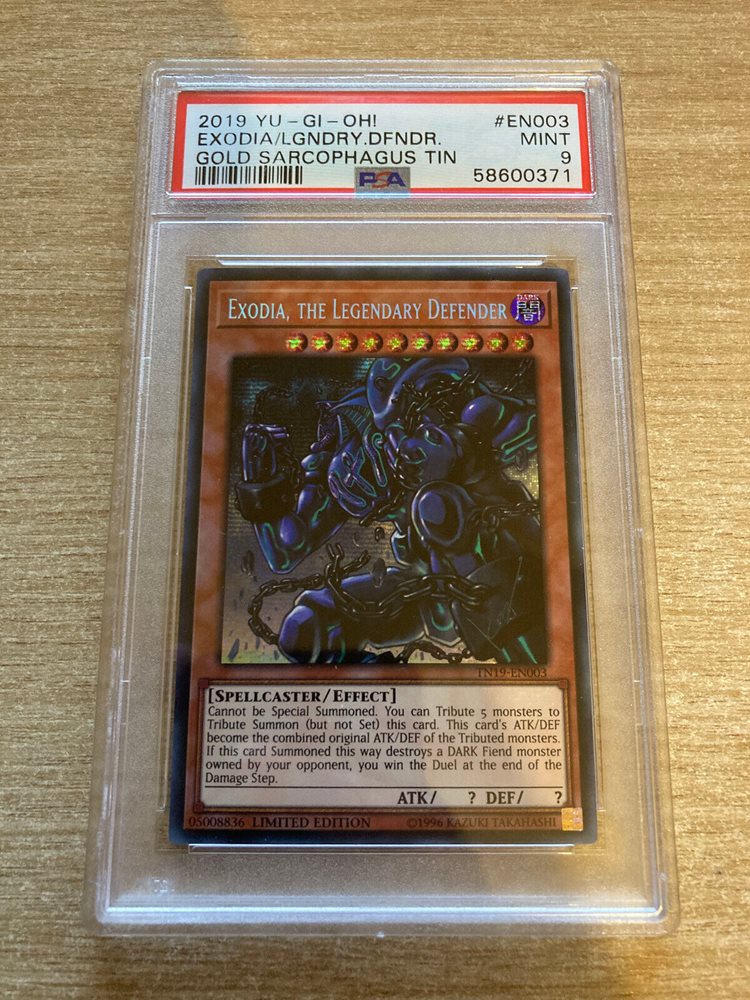 2019 YU-GI-OH! #EN003
EXODIA/LGNDRY.DFNDR. MINT
GOLD SARCOPHAGUS TIN 9
PSA 58600371
EXODIA, THE LEGENDARY DEFENDER DARK
闇
TN19-EN003
[SPELLCASTER/EFFECT]
Cannot be Special Summoned. You can Tribute 5 monsters to
Tribute Summon (but not Set) this card. This card's ATK/DEF
become the combined original ATK/DEF of the Tributed monsters.
If this card Summoned this way destroys a DARK Fiend monster
owned by your opponent, you win the Duel at the end of the
Damage Step.
ATK/ ? DEF/ ?
05008836 LIMITED EDITION ©1996 KAZUKI TAKAHASHI